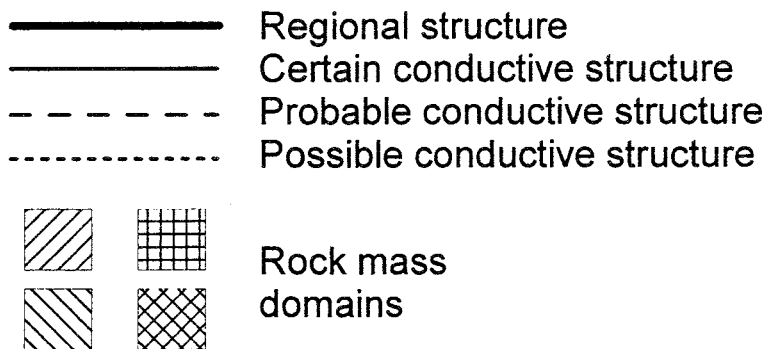 Regional structure
Certain conductive structure
Probable conductive structure
Possible conductive structure
Rock mass
domains